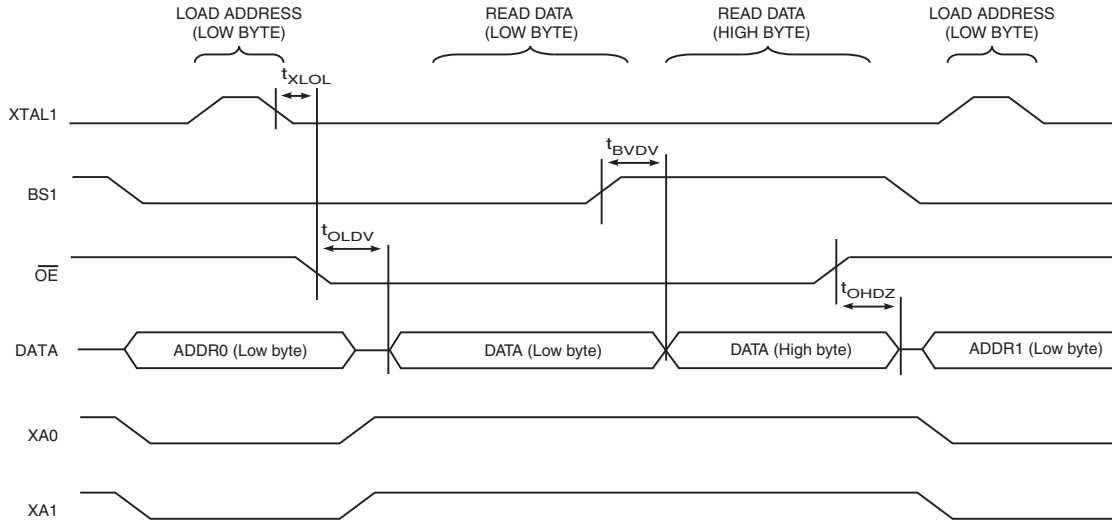 LOAD ADDRESS
(LOW BYTE)
READ DATA
(LOW BYTE)
READ DATA
(HIGH BYTE)
LOAD ADDRESS
(LOW BYTE)
tXLOL
XTAL1
tBVDV
BS1
tOLDV
OE
tOHDZ
DATA
ADDR0 (Low byte)
DATA (Low byte)
DATA (High byte)
ADDR1 (Low byte)
XA0
XA1